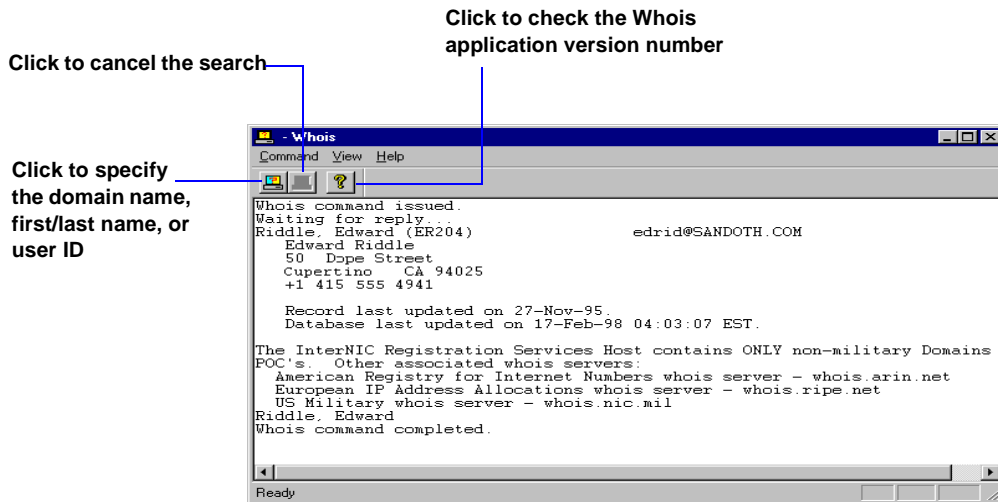 Click to check the Whois
application version number
Click to cancel the search
Click to specify
the domain name,
first/last name, or
user ID
- Whois
Command View Help
Whois command issued.
Waiting for reply...
Riddle, Edward (ER204) edrid@SANDOTH.COM
Edward Riddle
50 Dope Street
Cupertino CA 94025
+1 415 555 4941
Record last updated on 27-Nov-95.
Database last updated on 17-Feb-98 04:03:07 EST.
The InterNIC Registration Services Host contains ONLY non-military Domains
POC's. Other associated whois servers:
American Registry for Internet Numbers whois server - whois.arin.net
European IP Address Allocations whois server - whois.ripe.net
US Military whois server - whois.nic.mil
Riddle, Edward
Whois command completed.
Ready